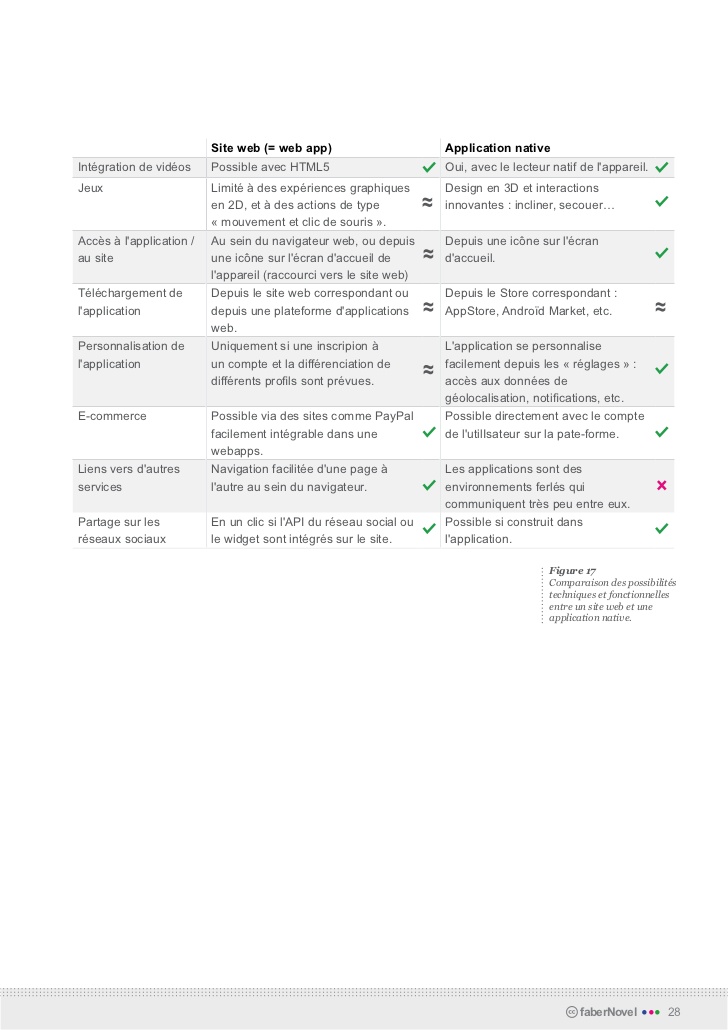 Site web (= web app) Application native
Intégration de vidéos Possible avec HTML5 ✓ Oui, avec le lecteur natif de l'appareil. ✓
Jeux Limité à des expériences graphiques Design en 3D et interactions
en 2D, et à des actions de type ≈ innovantes : incliner, secouer… ✓
« mouvement et clic de souris ».
Accès à l'application / Au sein du navigateur web, ou depuis Depuis une icône sur l'écran
au site une icône sur l'écran d'accueil de ≈ d'accueil. ✓
l'appareil (raccourci vers le site web)
Téléchargement de Depuis le site web correspondant ou Depuis le Store correspondant :
l'application depuis une plateforme d'applications ≈ AppStore, Androïd Market, etc. ≈
web.
Personnalisation de Uniquement si une inscripion à L'application se personnalise
l'application un compte et la différenciation de facilement depuis les « réglages » :
différents profils sont prévues. ≈ accès aux données de ✓
géolocalisation, notifications, etc.
E-commerce Possible via des sites comme PayPal Possible directement avec le compte
facilement intégrable dans une ✓ de l'utilIsateur sur la pate-forme. ✓
webapps.
Liens vers d'autres Navigation facilitée d'une page à Les applications sont des
services l'autre au sein du navigateur. ✓ environnements ferlés qui ×
communiquent très peu entre eux.
Partage sur les En un clic si l'API du réseau social ou Possible si construit dans
réseaux sociaux le widget sont intégrés sur le site. ✓ l'application. ✓
Figure 17
Comparaison des possibilités
techniques et fonctionnelles
entre un site web et une
application native.
cc faberNovel 28